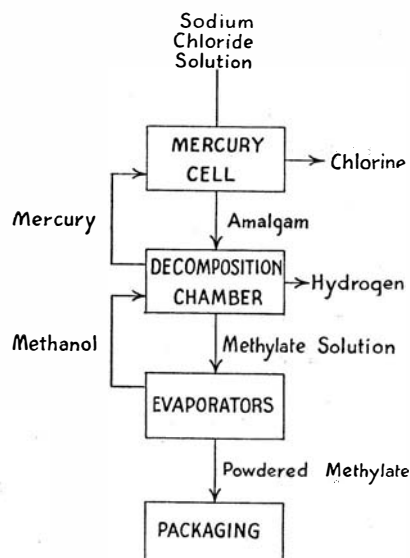 Sodium
Chloride
Solution
MERCURY
CELL
Chlorine
Mercury
Amalgam
DECOMPOSITION
CHAMBER
Hydrogen
Methanol
Methylate Solution
EVAPORATORS
Powdered Methylate
PACKAGING